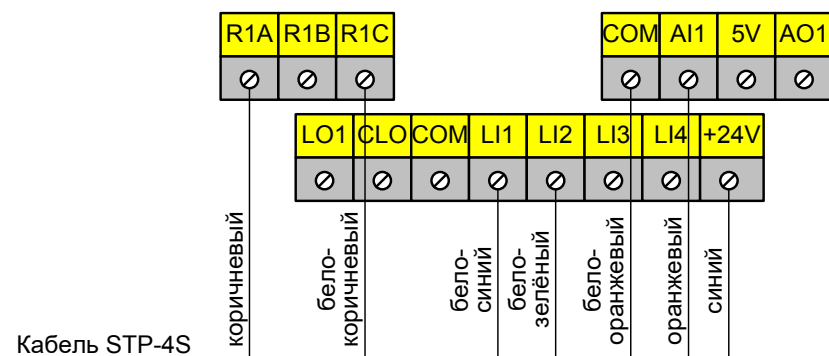 R1A R1B R1C
COM AI1 5V AO1
LO1 CLO COM LI1 LI2 LI3 LI4 +24V
коричневый
бело-
коричневый
бело-
синий
бело-
зелёный
бело-
оранжевый
оранжевый
синий
Кабель STP-4S